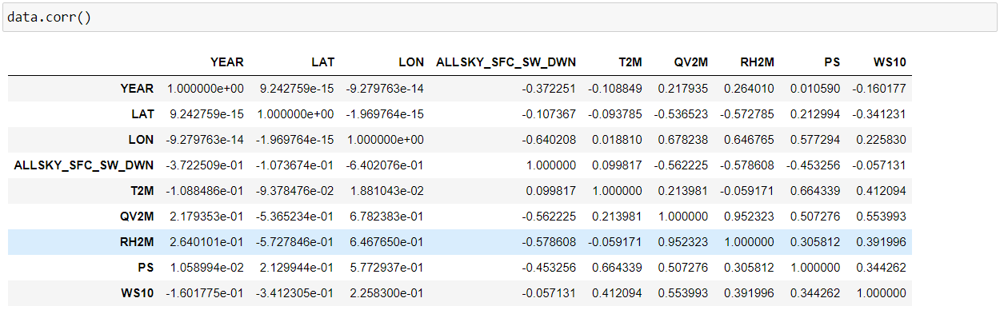 data.corr()
YEAR LAT LON ALLSKY_SFC_SW_DWN T2M QV2M RH2M PS WS10
YEAR 1.000000e+00 9.242759e-15 -9.279763e-14 -0.372251 -0.108849 0.217935 0.264010 0.010590 -0.160177
LAT 9.242759e-15 1.000000e+00 -1.969764e-15 -0.107367 -0.093785 -0.536523 -0.572785 0.212994 -0.341231
LON -9.279763e-14 -1.969764e-15 1.000000e+00 -0.640208 0.018810 0.678238 0.646765 0.577294 0.225830
ALLSKY_SFC_SW_DWN -3.722509e-01 -1.073674e-01 -6.402076e-01 1.000000 0.099817 -0.562225 -0.578608 -0.453256 -0.057131
T2M -1.088486e-01 -9.378476e-02 1.881043e-02 0.099817 1.000000 0.213981 -0.059171 0.664339 0.412094
QV2M 2.179353e-01 -5.365234e-01 6.782383e-01 -0.562225 0.213981 1.000000 0.952323 0.507276 0.553993
RH2M 2.640101e-01 -5.727846e-01 6.467650e-01 -0.578608 -0.059171 0.952323 1.000000 0.305812 0.391996
PS 1.058994e-02 2.129944e-01 5.772937e-01 -0.453256 0.664339 0.507276 0.305812 1.000000 0.344262
WS10 -1.601775e-01 -3.412305e-01 2.258300e-01 -0.057131 0.412094 0.553993 0.391996 0.344262 1.000000